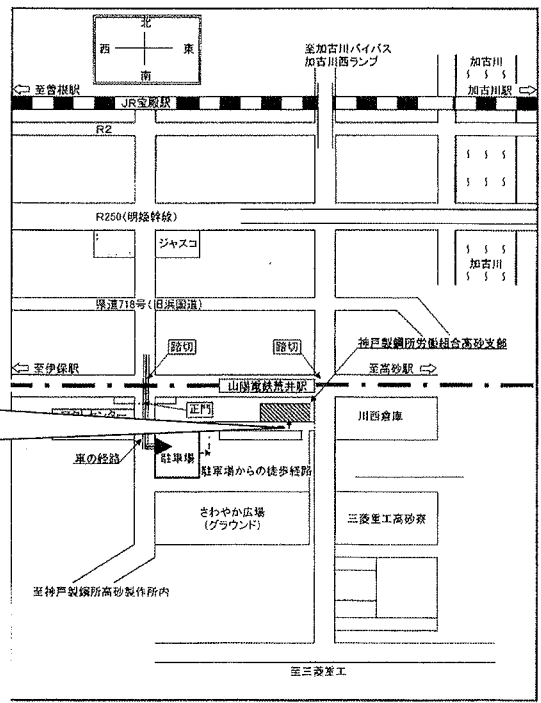 北
西 東
南
至加古川バイパス
加古川西ランプ
加古川
至曽根駅
JR宝殿駅
加古川駅
R2
R250(明姫幹線)
ジャスコ
加古川
県道718号(旧浜国道)
踏切
踏切
神戸製鋼所労働組合高砂支部
至伊保駅
至高砂駅
山陽電鉄荒井駅
正門
川西倉庫
車の経路
駐車場
駐車場からの徒歩経路
さわやか広場
(グラウンド)
三菱重工高砂寮
至神戸製鋼所高砂製作所内
至三菱重工